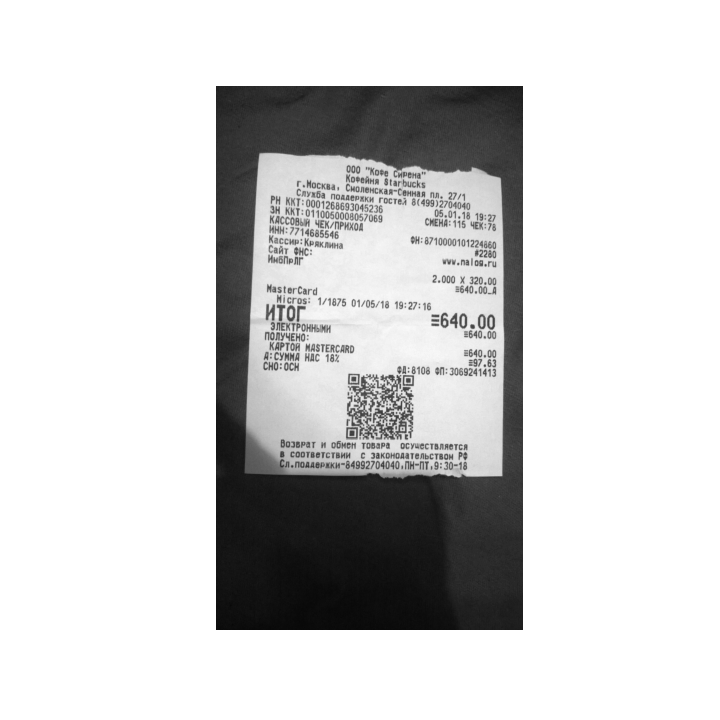 ООО "Кофе Сирена"
Кофейня Starbucks
г.Москва, Смоленская-Сенная пл. 27/1
Служба поддержки гостей 8(499)2704040
РН ККТ:0001268693045236 05.01.18 19:27
ЗН ККТ:0110050008057069 СМЕНА:115 ЧЕК:78
КАССОВЫЙ ЧЕК/ПРИХОД
ИНН:7714685546 ФН:8710000101224660
Кассир:Кряклина #2280
Сайт ФНС: www.nalog.ru
ИмбПрЛГ
2.000 X 320.00
≡640.00_А
MasterCard
Micros: 1/1875 01/05/18 19:27:16
ИТОГ ≡640.00
ЭЛЕКТРОННЫМИ ≡640.00
ПОЛУЧЕНО:
КАРТОЙ MASTERCARD ≡640.00
А:СУММА НДС 18% ≡97.63
СНО:ОСН ФД:8108 ФП:3069241413
Возврат и обмен товара осуществляется
в соответствии с законодательством РФ
Сл.поддержки-84992704040,ПН-ПТ,9:30-18